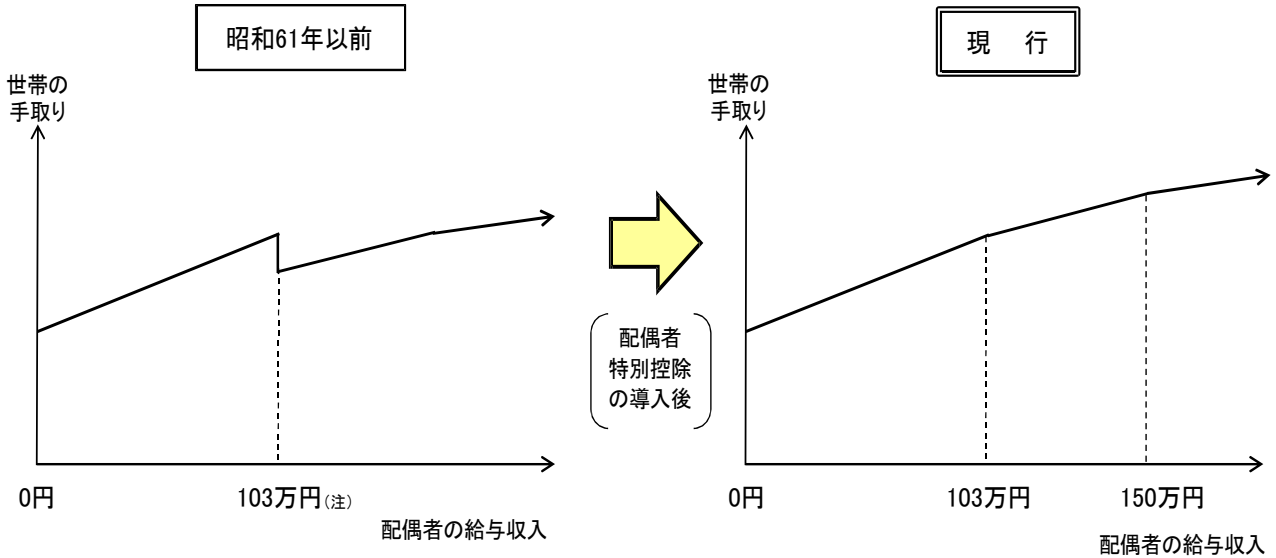 昭和61年以前
世帯の
手取り
0円
103万円(注)
配偶者の給与収入
配偶者
特別控除
の導入後
現　行
世帯の
手取り
0円
103万円
150万円
配偶者の給与収入